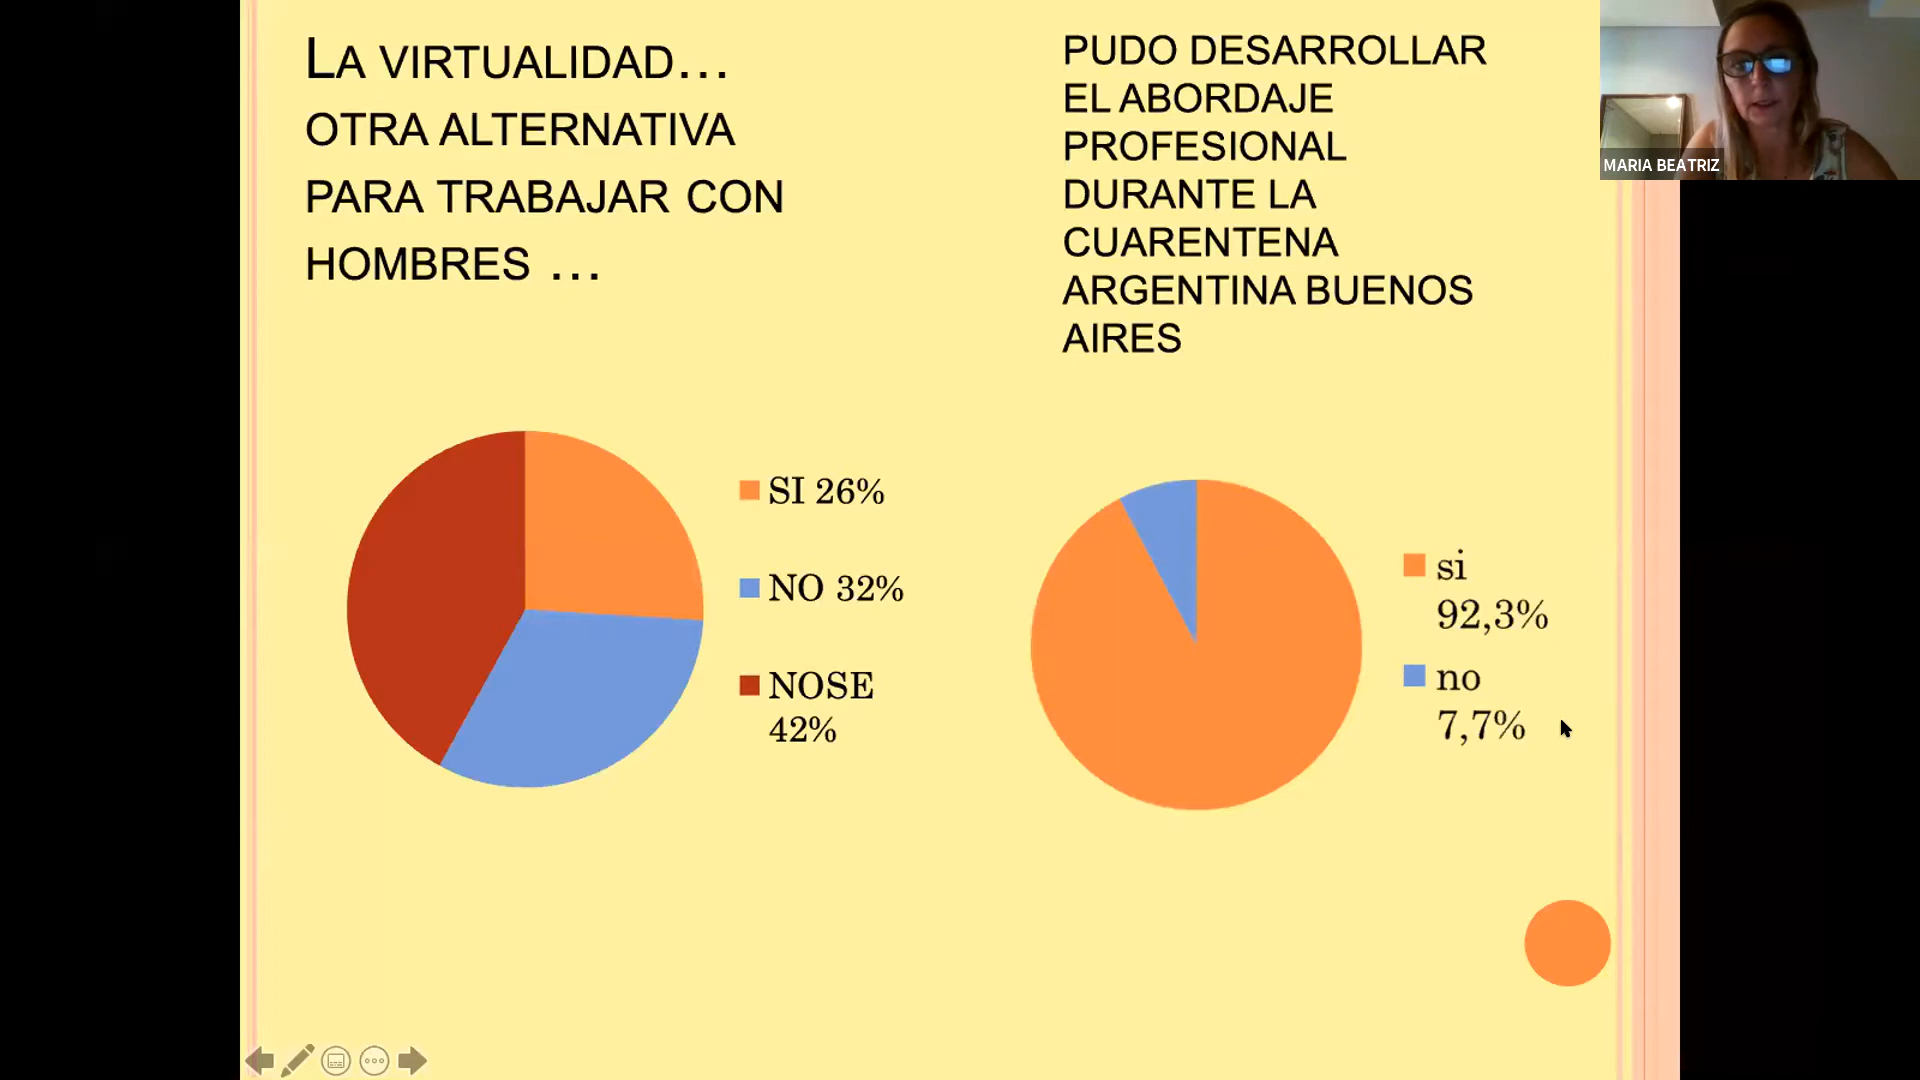 LA VIRTUALIDAD…
OTRA ALTERNATIVA
PARA TRABAJAR CON
HOMBRES …
SI 26%
NO 32%
NOSE
42%
PUDO DESARROLLAR
EL ABORDAJE
PROFESIONAL
DURANTE LA
CUARENTENA
ARGENTINA BUENOS
AIRES
si
92,3%
no
7,7%
MARIA BEATRIZ